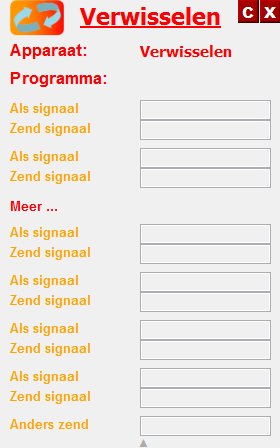 Verwisselen
C X
Apparaat: Verwisselen
Programma:
Als signaal
Zend signaal
Als signaal
Zend signaal
Meer ...
Als signaal
Zend signaal
Als signaal
Zend signaal
Als signaal
Zend signaal
Als signaal
Zend signaal
Anders zend